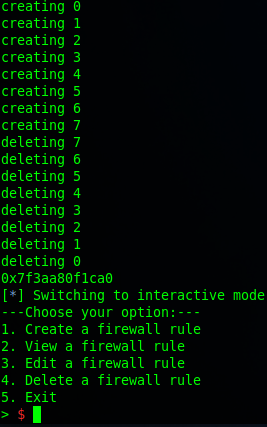 creating 0
creating 1
creating 2
creating 3
creating 4
creating 5
creating 6
creating 7
deleting 7
deleting 6
deleting 5
deleting 4
deleting 3
deleting 2
deleting 1
deleting 0
0x7f3aa80f1ca0
[*] Switching to interactive mode
---Choose your option:---
1. Create a firewall rule
2. View a firewall rule
3. Edit a firewall rule
4. Delete a firewall rule
5. Exit
> $